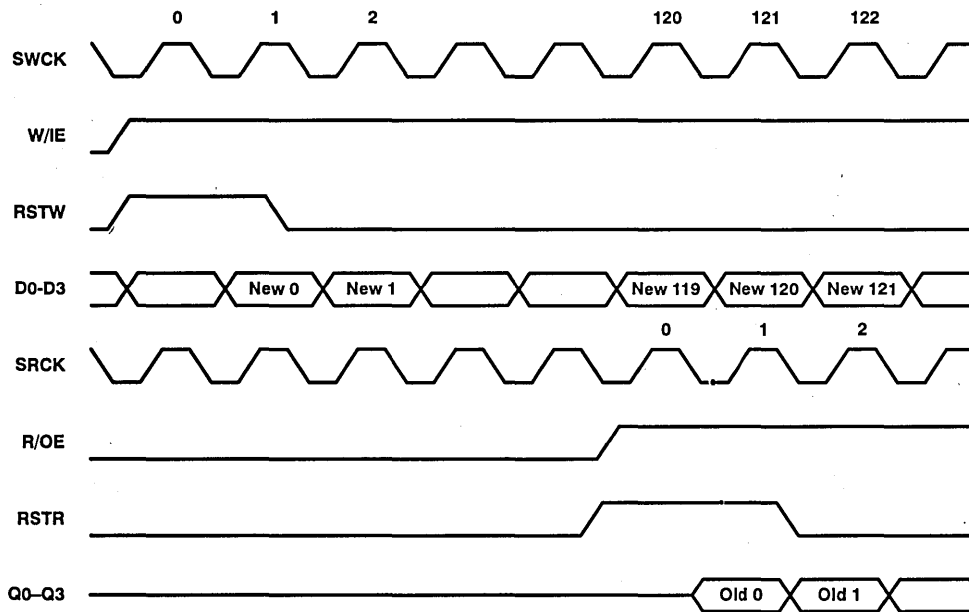 0 1 2 120 121 122
SWCK
W/IE
RSTW
D0-D3 New 0 New 1 New 119 New 120 New 121
0 1 2
SRCK
R/OE
RSTR
Q0–Q3 Old 0 Old 1